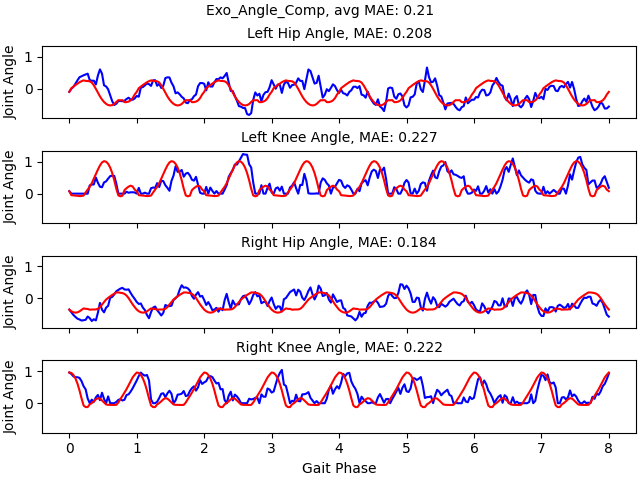 Exo_Angle_Comp, avg MAE: 0.21
Left Hip Angle, MAE: 0.208
Joint Angle
1
0
Left Knee Angle, MAE: 0.227
Joint Angle
1
0
Right Hip Angle, MAE: 0.184
Joint Angle
1
0
Right Knee Angle, MAE: 0.222
Joint Angle
1
0
0 1 2 3 4 5 6 7 8
Gait Phase